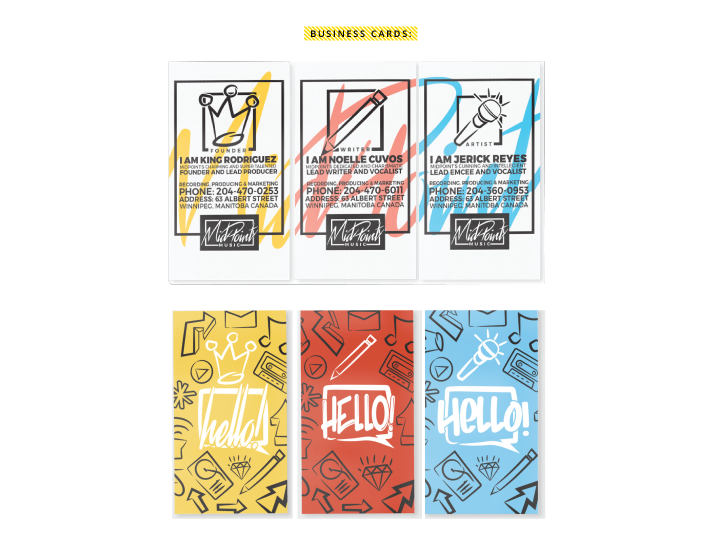 BUSINESS CARDS:
FOUNDER
I AM KING RODRIGUEZ
MIDPOINTS CHARMING AND SUPER TALENTED
FOUNDER AND LEAD PRODUCER
RECORDING, PRODUCING & MARKETING
PHONE: 204-470-0253
ADDRESS: 63 ALBERT STREET
WINNIPEG, MANITOBA CANADA
MidPoint
MUSIC
WRITER
I AM NOELLE CUVOS
MIDPOINTS DEDICATED AND CHARISMATIC
LEAD WRITER AND VOCALIST
RECORDING, PRODUCING & MARKETING
PHONE: 204-470-6011
ADDRESS: 63 ALBERT STREET
WINNIPEG, MANITOBA CANADA
MidPoint
MUSIC
ARTIST
I AM JERICK REYES
MIDPOINTS CUNNING AND INTELLIGENT
LEAD EMCEE AND VOCALIST
RECORDING, PRODUCING & MARKETING
PHONE: 204-360-0953
ADDRESS: 63 ALBERT STREET
WINNIPEG, MANITOBA CANADA
MidPoint
MUSIC
hello!
HELLO!
HELLO!